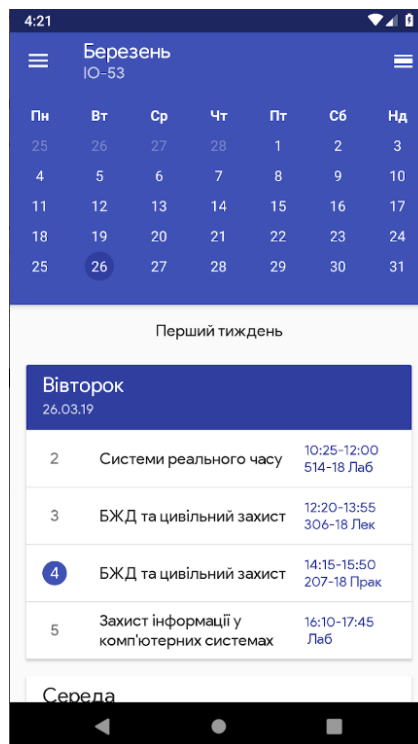 4:21
Березень
ІО-53
Пн Вт Ср Чт Пт Сб Нд
25 26 27 28 1 2 3
4 5 6 7 8 9 10
11 12 13 14 15 16 17
18 19 20 21 22 23 24
25 26 27 28 29 30 31
Перший тиждень
Вівторок
26.03.19
2 Системи реального часу 10:25-12:00
514-18 Лаб
3 БЖД та цивільний захист 12:20-13:55
306-18 Лек
4 БЖД та цивільний захист 14:15-15:50
207-18 Прак
5 Захист інформації у 16:10-17:45
комп'ютерних системах Лаб
Середа